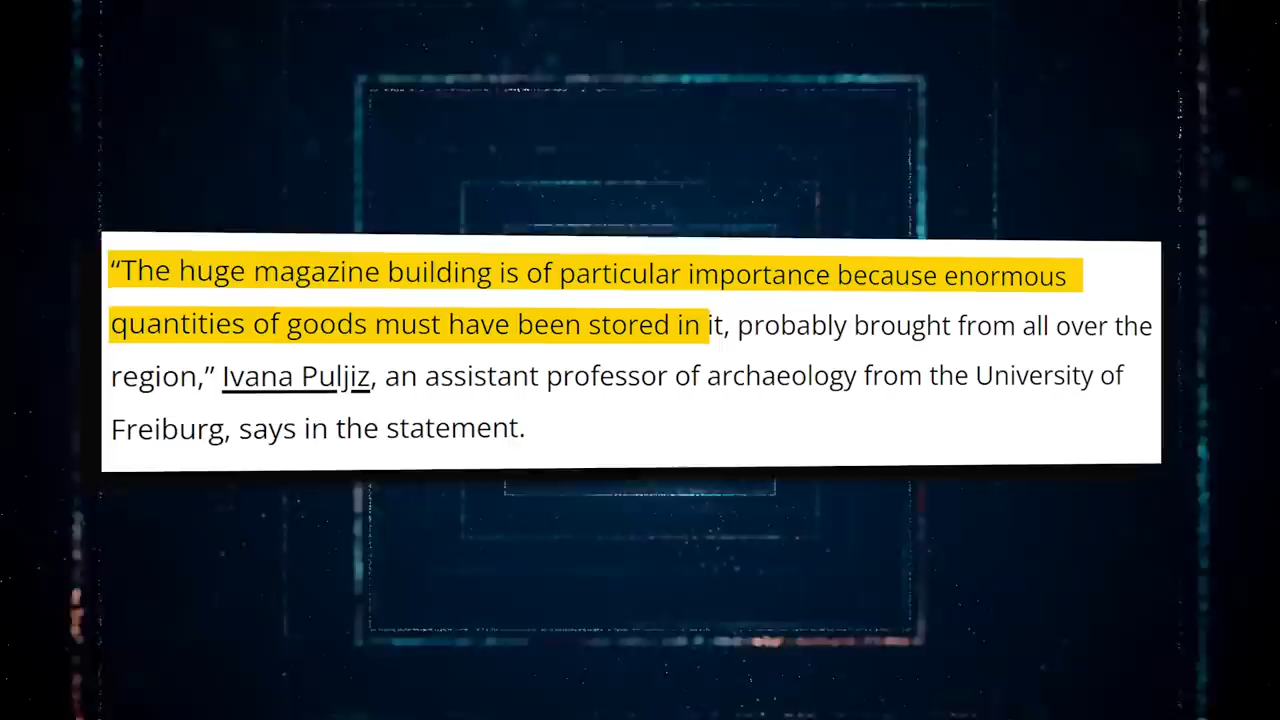 “The huge magazine building is of particular importance because enormous
quantities of goods must have been stored in it, probably brought from all over the
region,” Ivana Puljiz, an assistant professor of archaeology from the University of
Freiburg, says in the statement.